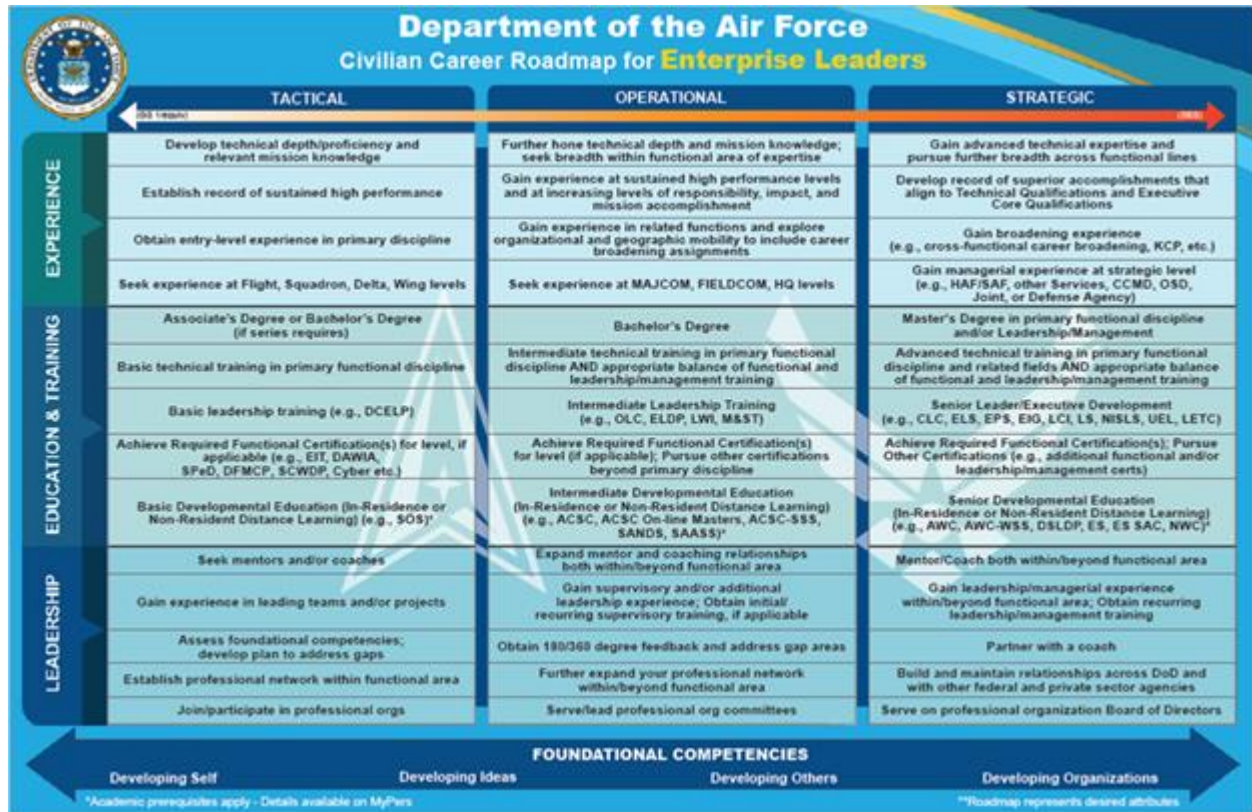 Department of the Air Force
Civilian Career Roadmap for Enterprise Leaders
TACTICAL
OPERATIONAL
STRATEGIC
EXPERIENCE
Develop technical depth/proficiency and
relevant mission knowledge
Further hone technical depth and mission knowledge;
seek breadth within functional area of expertise
Gain advanced technical expertise and
pursue further breadth across functional lines
Establish record of sustained high performance
Gain experience at sustained high performance levels
and at increasing levels of responsibility, impact, and
mission accomplishment
Develop record of superior accomplishments that
align to Technical Qualifications and Executive
Core Qualifications
Obtain entry-level experience in primary discipline
Gain experience in related functions and explore
organizational and geographic mobility to include career
broadening assignments
Gain broadening experience
(e.g., cross-functional career broadening, KCP, etc.)
Seek experience at Flight, Squadron, Delta, Wing levels
Seek experience at MAJCOM, FIELDCOM, HQ levels
Gain managerial experience at strategic level
(e.g., HAF/SAF, other Services, CCMD, OSD,
Joint, or Defense Agency)
EDUCATION & TRAINING
Associate's Degree or Bachelor's Degree
(if series requires)
Bachelor's Degree
Master's Degree in primary functional discipline
and/or Leadership/Management
Basic technical training in primary functional discipline
Intermediate technical training in primary functional
discipline AND appropriate balance of functional and
leadership/management training
Advanced technical training in primary functional
discipline and related fields AND appropriate balance
of functional and leadership/management training
Basic leadership training (e.g., DCELP)
Intermediate Leadership Training
(e.g., OLC, ELDP, LWI, M&ST)
Senior Leader/Executive Development
(e.g., CLC, ELS, EPS, EIG, LCI, LS, NISLS, UEL, LETC)
Achieve Required Functional Certification(s) for level, if
applicable (e.g., EIT, DAWIA,
SPeD, DFMCP, SCWDP, Cyber etc.)
Achieve Required Functional Certification(s)
for level (if applicable); Pursue other certifications
beyond primary discipline
Achieve Required Functional Certification(s); Pursue
Other Certifications (e.g., additional functional and/or
leadership/management certs)
Basic Developmental Education (In-Residence or
Non-Resident Distance Learning) (e.g., SOS)*
Intermediate Developmental Education
(In-Residence or Non-Resident Distance Learning)
(e.g., ACSC, ACSC On-line Masters, ACSC-SSS,
SANDS, SAASS)*
Senior Developmental Education
(In-Residence or Non-Resident Distance Learning)
(e.g., AWC, AWC-WSS, DSLDP, ES, ES SAC, NWC)*
LEADERSHIP
Seek mentors and/or coaches
Expand mentor and coaching relationships
both within/beyond functional area
Mentor/Coach both within/beyond functional area
Gain experience in leading teams and/or projects
Gain supervisory and/or additional
leadership experience; Obtain initial/
recurring supervisory training, if applicable
Gain leadership/managerial experience
within/beyond functional area; Obtain recurring
leadership/management training
Assess foundational competencies;
develop plan to address gaps
Obtain 180/360 degree feedback and address gap areas
Partner with a coach
Establish professional network within functional area
Further expand your professional network
within/beyond functional area
Build and maintain relationships across DoD and
with other federal and private sector agencies
Join/participate in professional orgs
Serve/lead professional org committees
Serve on professional organization Board of Directors
FOUNDATIONAL COMPETENCIES
Developing Self
Developing Ideas
Developing Others
Developing Organizations
*Academic prerequisites apply - Details available on MyPers
**Roadmap represents desired attributes